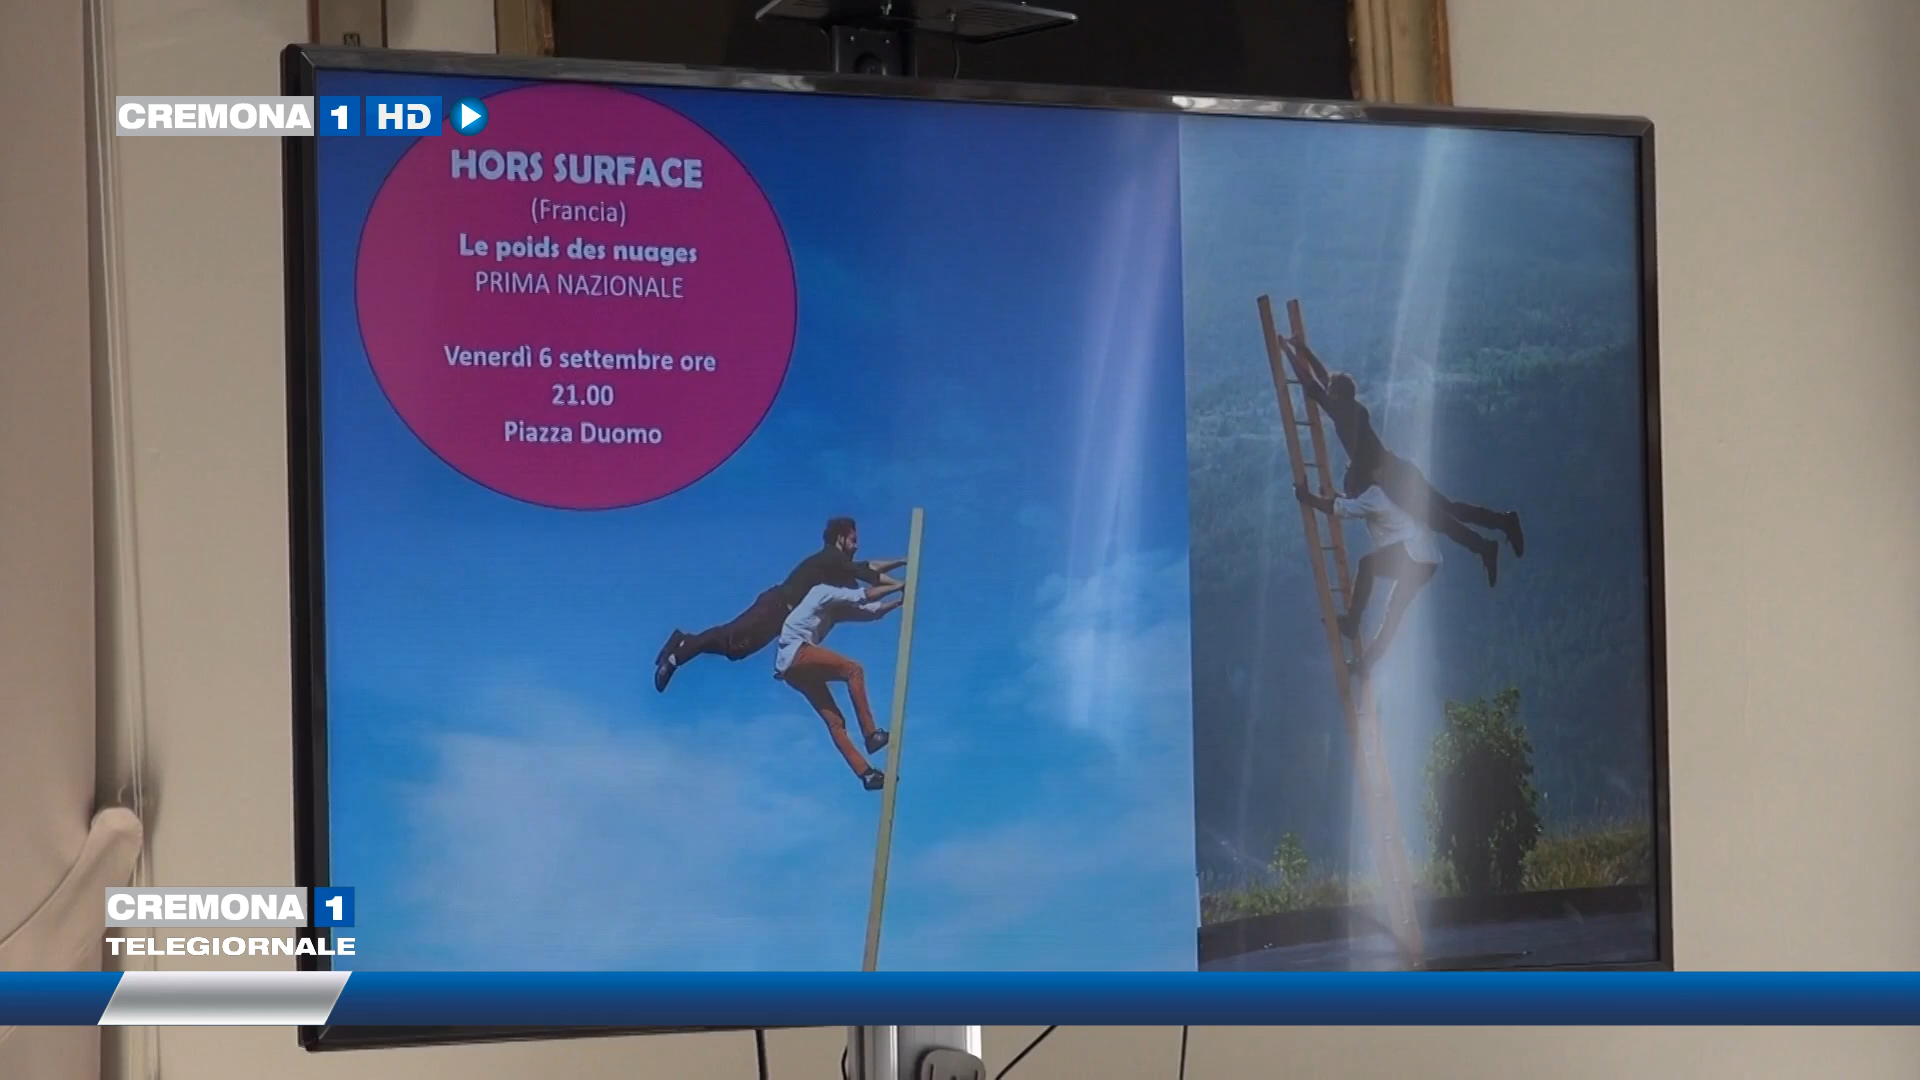 CREMONA 1 HD
HORS SURFACE
(Francia)
Le poids des nuages
PRIMA NAZIONALE
Venerdì 6 settembre ore
21.00
Piazza Duomo
CREMONA 1
TELEGIORNALE